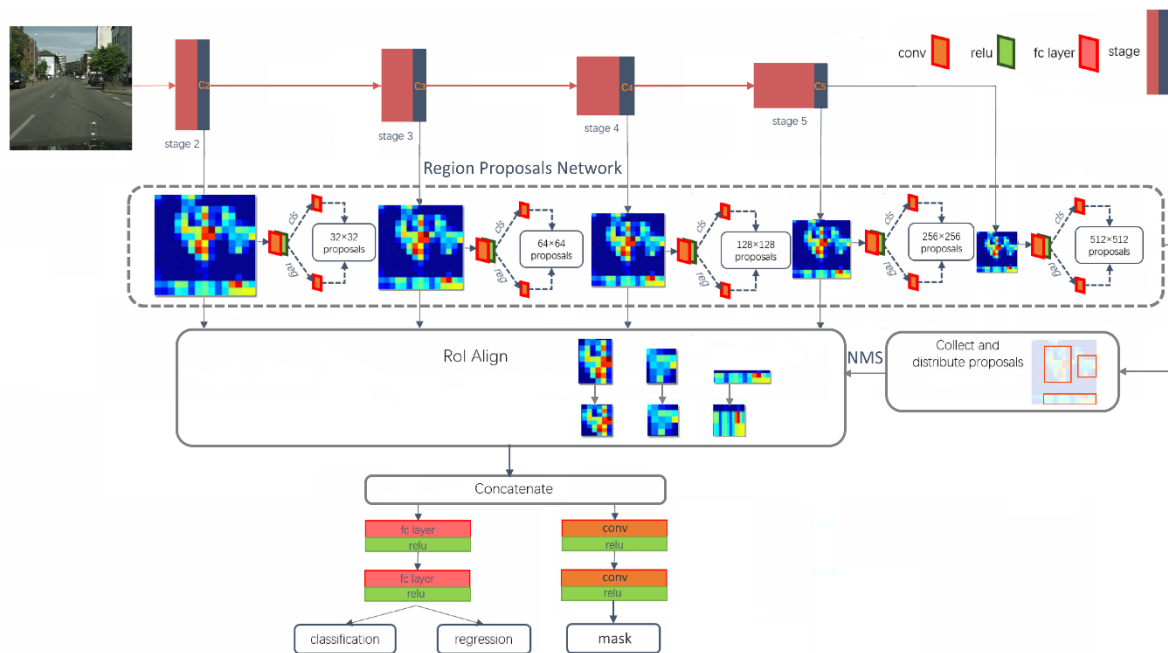 conv
relu
fc layer
stage
C2
C3
C4
C5
stage 2
stage 3
stage 4
stage 5
Region Proposals Network
cls
reg
32×32
proposals
cls
reg
64×64
proposals
cls
reg
128×128
proposals
cls
reg
256×256
proposals
cls
reg
512×512
proposals
RoI Align
NMS
Collect and
distribute proposals
Concatenate
fc layer
relu
conv
relu
fc layer
relu
conv
relu
classification
regression
mask